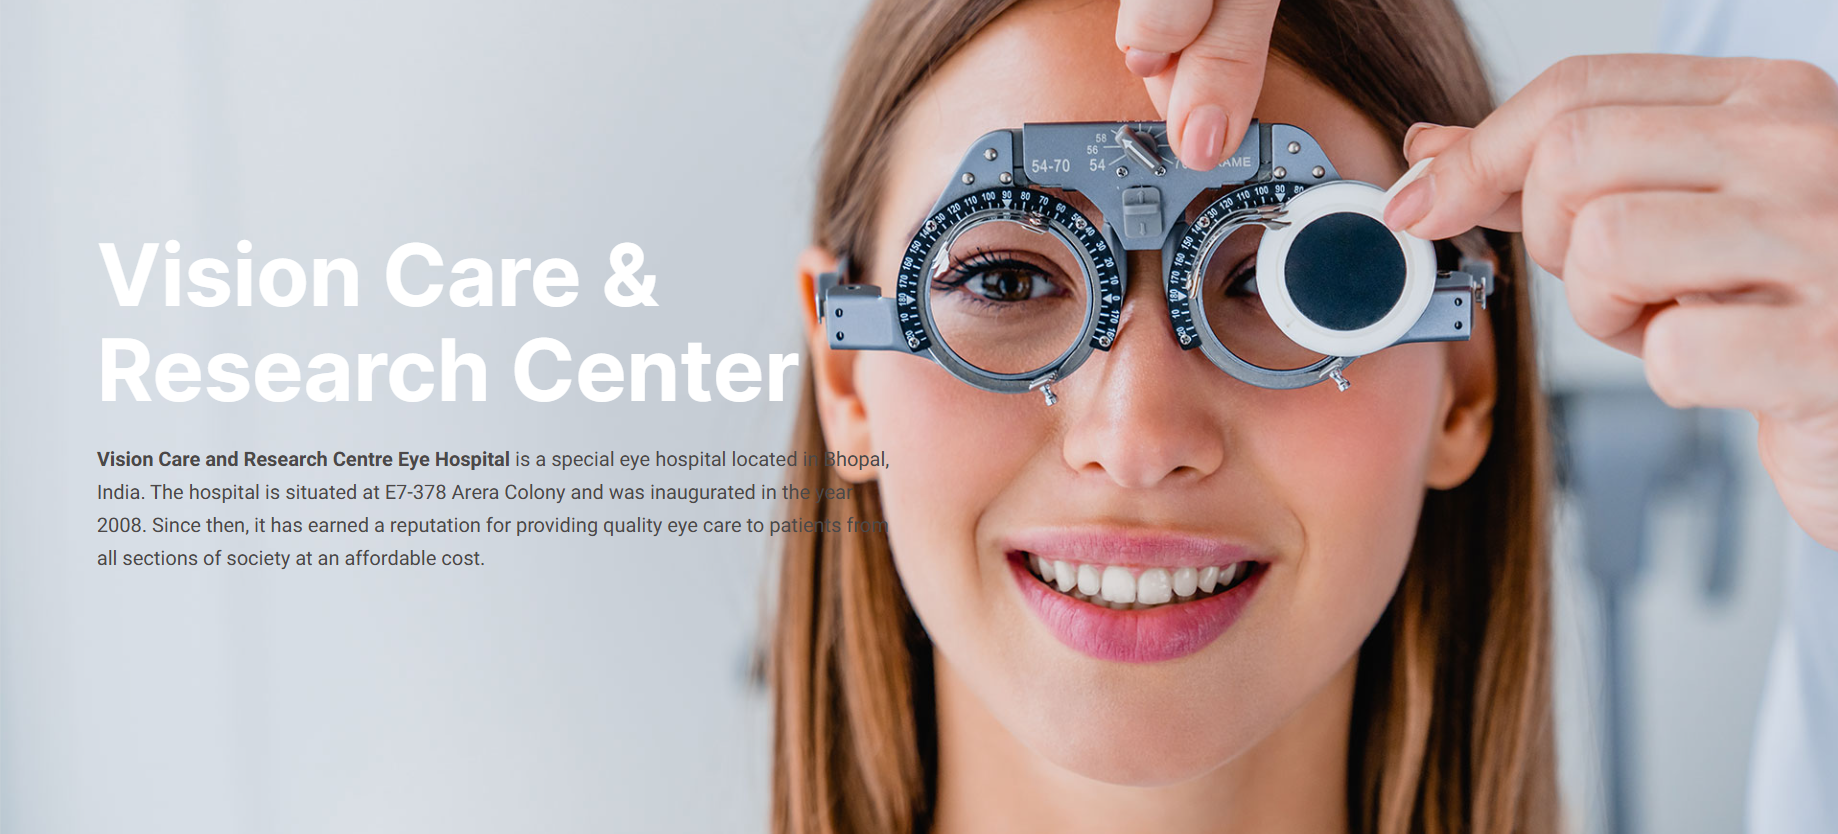 Vision Care &
Research Center
Vision Care and Research Centre Eye Hospital is a special eye hospital located in Bhopal,
India. The hospital is situated at E7-378 Arera Colony and was inaugurated in the year
2008. Since then, it has earned a reputation for providing quality eye care to patients from
all sections of society at an affordable cost.
58
56
54-70 54